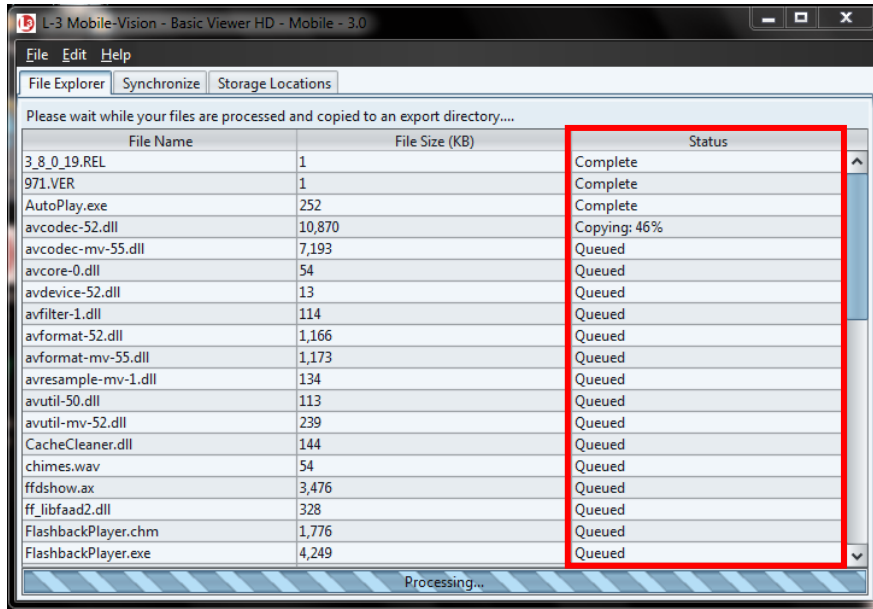 L-3 Mobile-Vision - Basic Viewer HD - Mobile - 3.0
File Edit Help
File Explorer Synchronize Storage Locations
Please wait while your files are processed and copied to an export directory....
File Name File Size (KB) Status
3_8_0_19.REL 1 Complete
971.VER 1 Complete
AutoPlay.exe 252 Complete
avcodec-52.dll 10,870 Copying: 46%
avcodec-mv-55.dll 7,193 Queued
avcore-0.dll 54 Queued
avdevice-52.dll 13 Queued
avfilter-1.dll 114 Queued
avformat-52.dll 1,166 Queued
avformat-mv-55.dll 1,173 Queued
avresample-mv-1.dll 134 Queued
avutil-50.dll 113 Queued
avutil-mv-52.dll 239 Queued
CacheCleaner.dll 144 Queued
chimes.wav 54 Queued
ffdshow.ax 3,476 Queued
ff_libfaad2.dll 328 Queued
FlashbackPlayer.chm 1,776 Queued
FlashbackPlayer.exe 4,249 Queued
Processing...